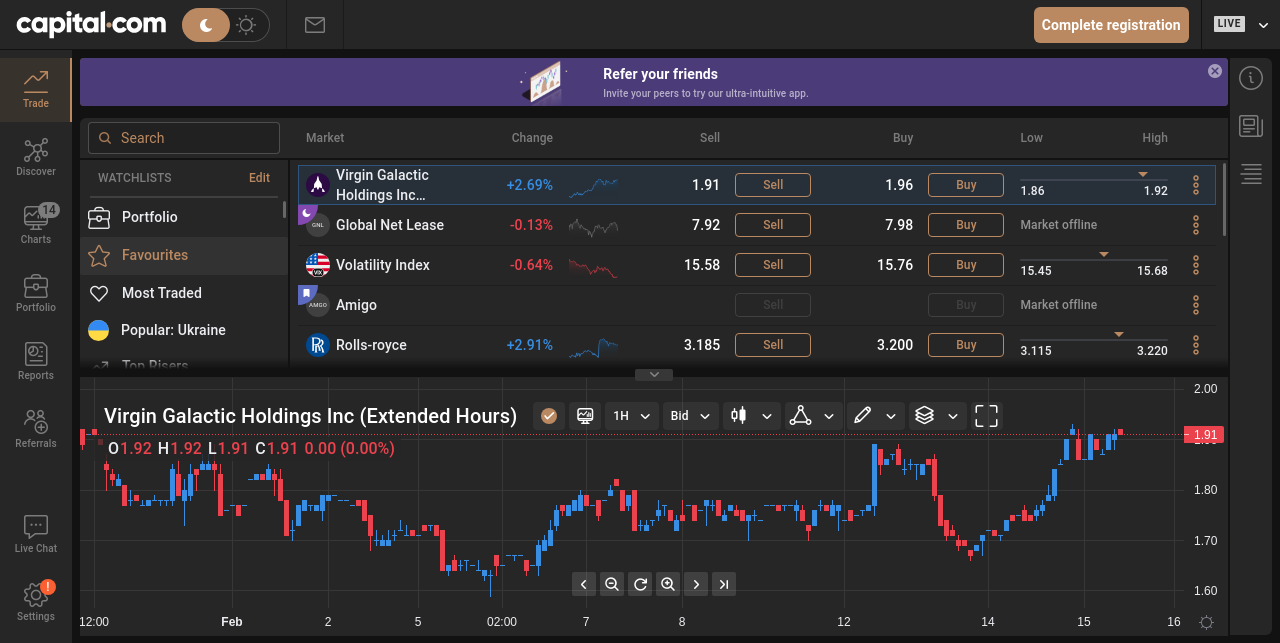 capital.com
Complete registration
LIVE
Trade
Discover
14
Charts
Portfolio
Reports
Referrals
Live Chat
!
Settings
Refer your friends
Invite your peers to try our ultra-intuitive app.
Search
WATCHLISTS Edit
Portfolio
Favourites
Most Traded
Popular: Ukraine
Top Risers
Market Change Sell Buy Low High
Virgin Galactic
Holdings Inc... +2.69% 1.91 Sell 1.96 Buy 1.86 1.92
GNL Global Net Lease -0.13% 7.92 Sell 7.98 Buy Market offline
VIX Volatility Index -0.64% 15.58 Sell 15.76 Buy 15.45 15.68
AMGO Amigo Sell Buy Market offline
RR Rolls-royce +2.91% 3.185 Sell 3.200 Buy 3.115 3.220
Virgin Galactic Holdings Inc (Extended Hours) 1H Bid
O1.92 H1.92 L1.91 C1.91 0.00 (0.00%)
2.00
1.91
1.80
1.70
1.60
12:00 Feb 2 5 02:00 7 8 12 14 15 16